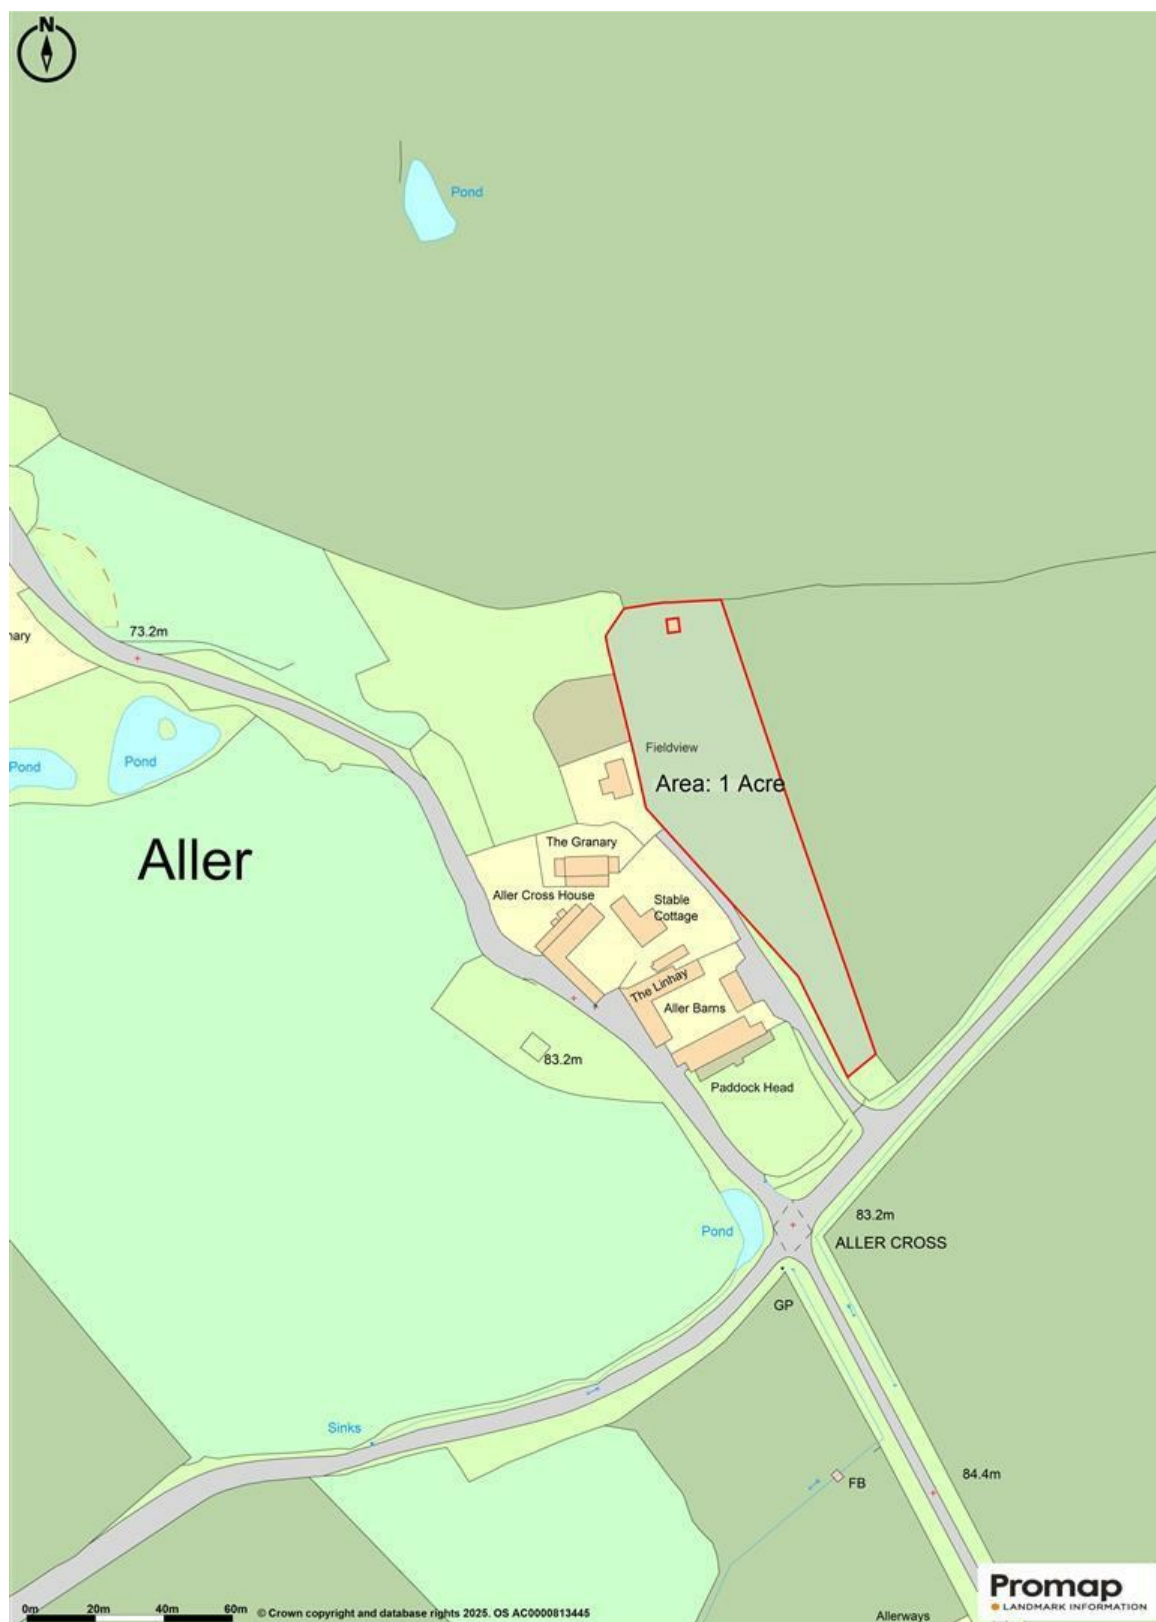 N
Pond
73.2m
nary
Fieldview
Pond
Pond
Area: 1 Acre
The Granary
Aller
Aller Cross House
Stable
Cottage
The Linhay
Aller Barns
83.2m
Paddock Head
83.2m
Pond
ALLER CROSS
GP
Sinks
84.4m
FB
Promap
LANDMARK INFORMATION
0m 20m 40m 60m © Crown copyright and database rights 2025. OS AC0000813445
Allerways